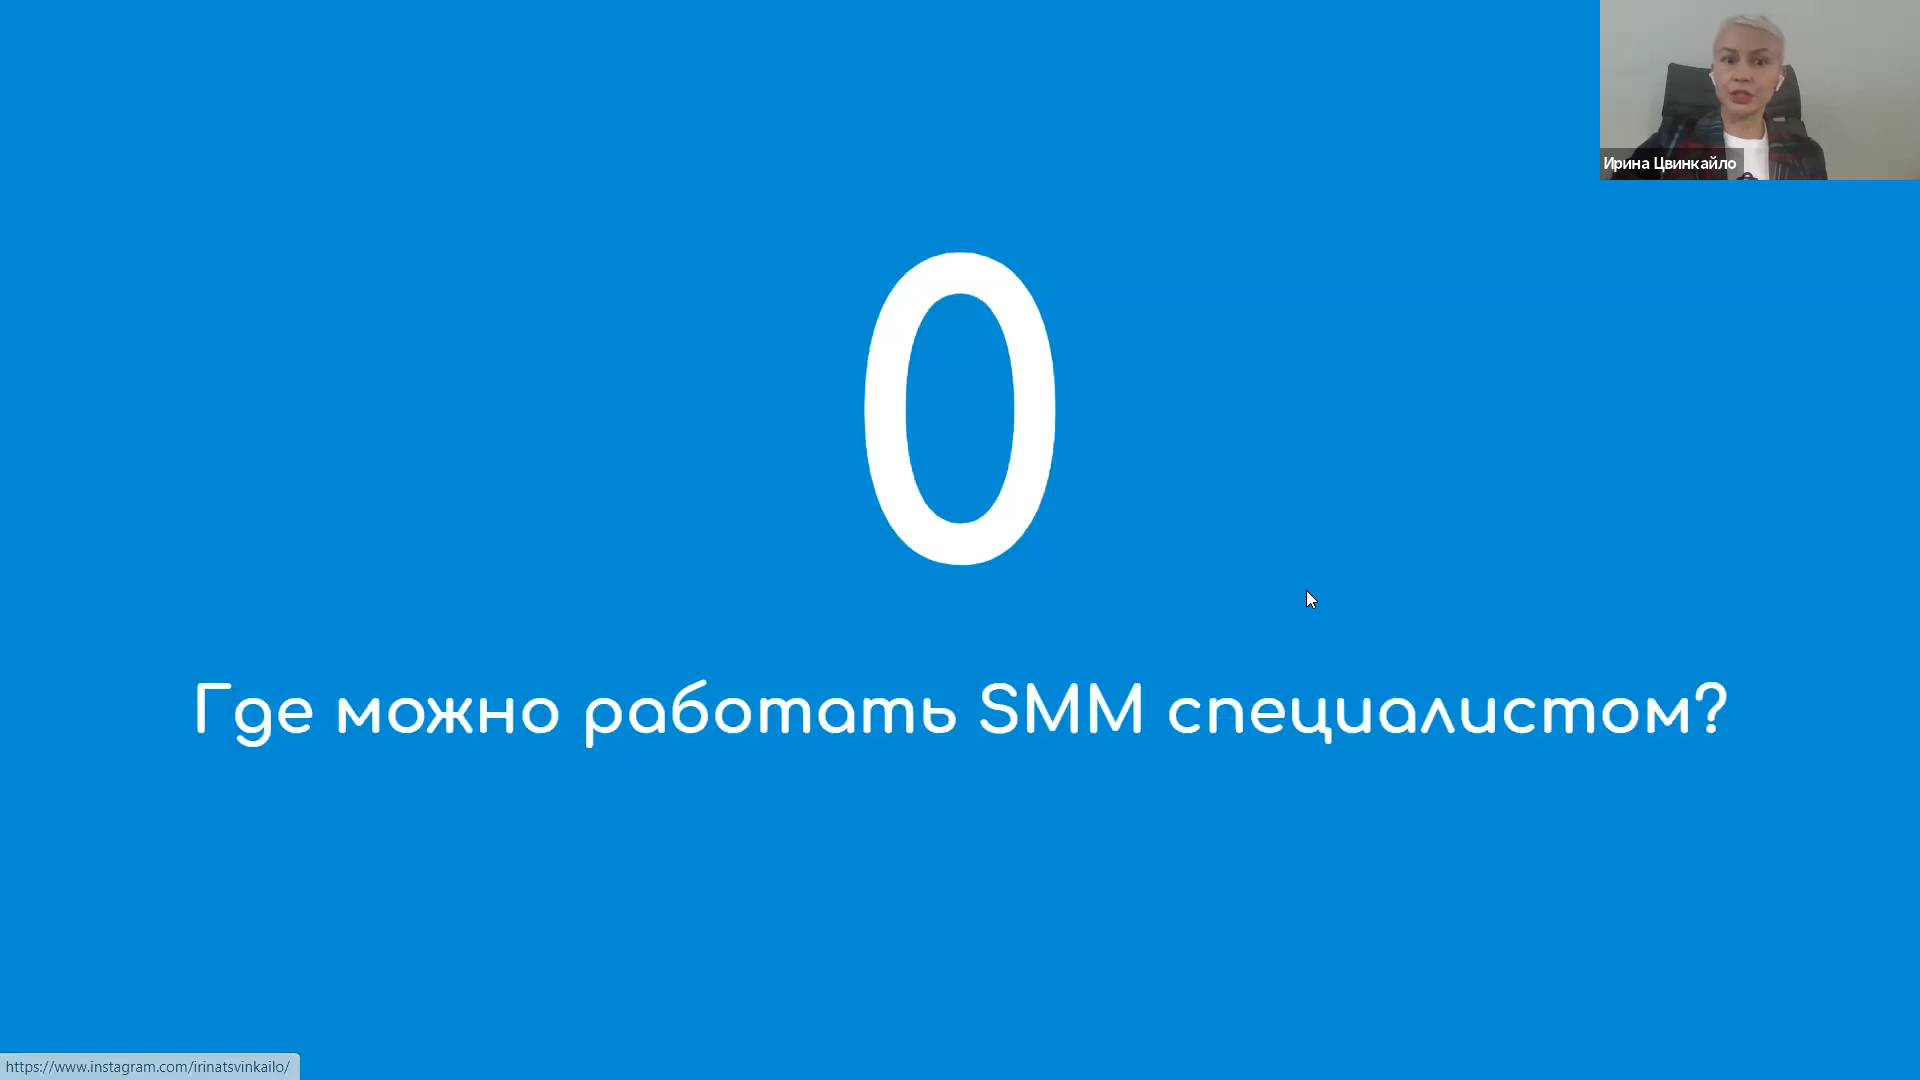 Ирина Цвинкайло
0
Где можно работать SMM специалистом?
https://www.instagram.com/irinatsvinkailo/